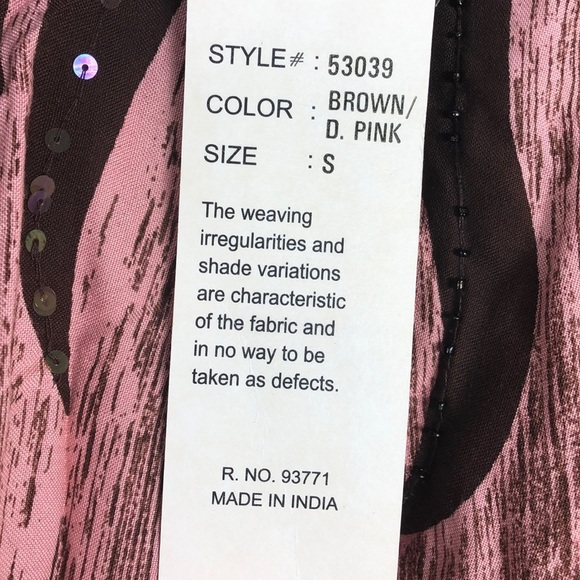 STYLE# : 53039
COLOR : BROWN/
D. PINK
SIZE : S
The weaving
irregularities and
shade variations
are characteristic
of the fabric and
in no way to be
taken as defects.
R. NO. 93771
MADE IN INDIA